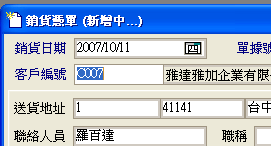 銷貨憑單 (新增中...)
銷貨日期 2007/10/11 四 單據號
客戶編號 C007 雅達雅加企業有限
送貨地址 1 41141 台中
聯絡人員 羅百達 職稱